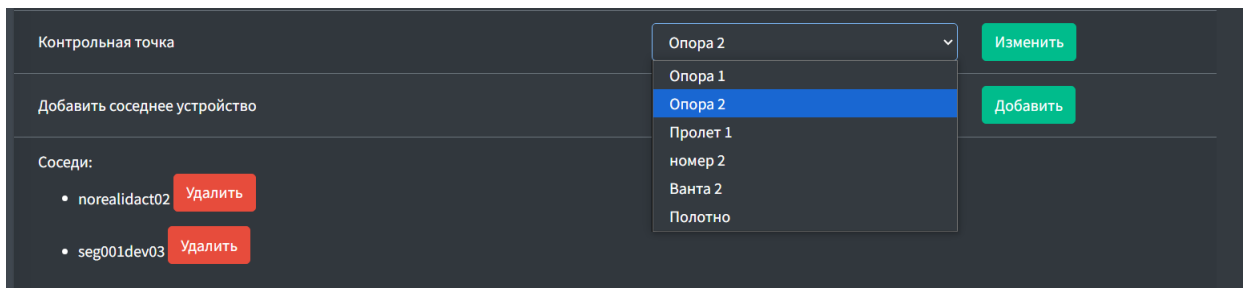 Контрольная точка
Опора 2
Изменить
Опора 1
Добавить соседнее устройство
Опора 2
Добавить
Пролет 1
Соседи:
номер 2
norealidact02 Удалить
Ванта 2
Полотно
seg001dev03 Удалить